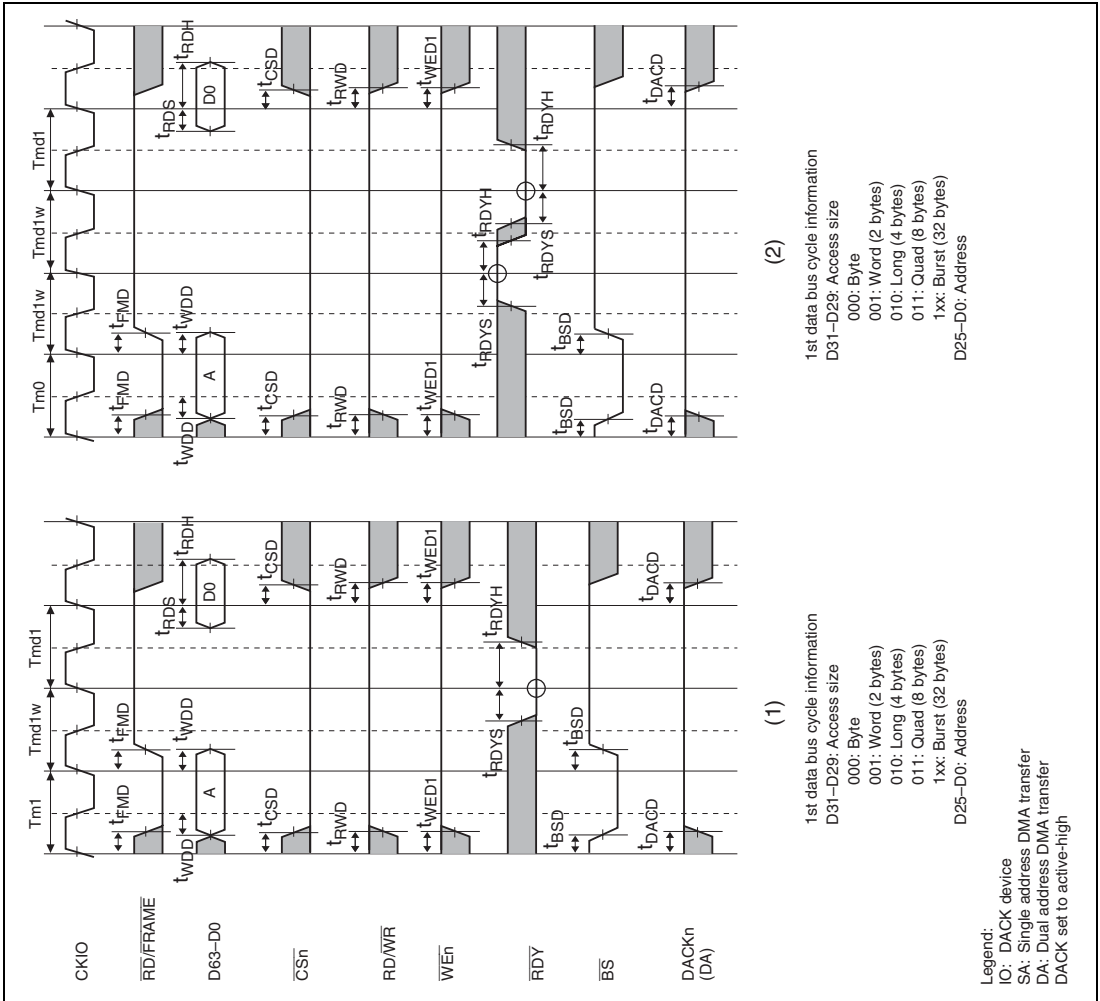 Tm1
Tmd1w
Tmd1
Tm0
Tmd1w
Tmd1w
Tmd1
CKIO
RD/FRAME
tFMD
tFMD
tFMD
tFMD
D63–D0
tWDD
A
tWDD
tRDS
D0
tRDH
tWDD
A
tWDD
tRDS
D0
tRDH
CSn
tCSD
tCSD
tCSD
tCSD
RD/WR
tRWD
tRWD
tRWD
tRWD
WEn
tWED1
tWED1
tWED1
tWED1
RDY
tRDYS
tRDYH
tRDYS
tRDYH
tRDYS
tRDYH
BS
tBSD
tBSD
tBSD
tBSD
DACKn
(DA)
tDACD
tDACD
tDACD
tDACD
(1)
(2)
1st data bus cycle information
D31–D29: Access size
000: Byte
001: Word (2 bytes)
010: Long (4 bytes)
011: Quad (8 bytes)
1xx: Burst (32 bytes)
D25–D0: Address
1st data bus cycle information
D31–D29: Access size
000: Byte
001: Word (2 bytes)
010: Long (4 bytes)
011: Quad (8 bytes)
1xx: Burst (32 bytes)
D25–D0: Address
Legend:
IO: DACK device
SA: Single address DMA transfer
DA: Dual address DMA transfer
DACK set to active-high